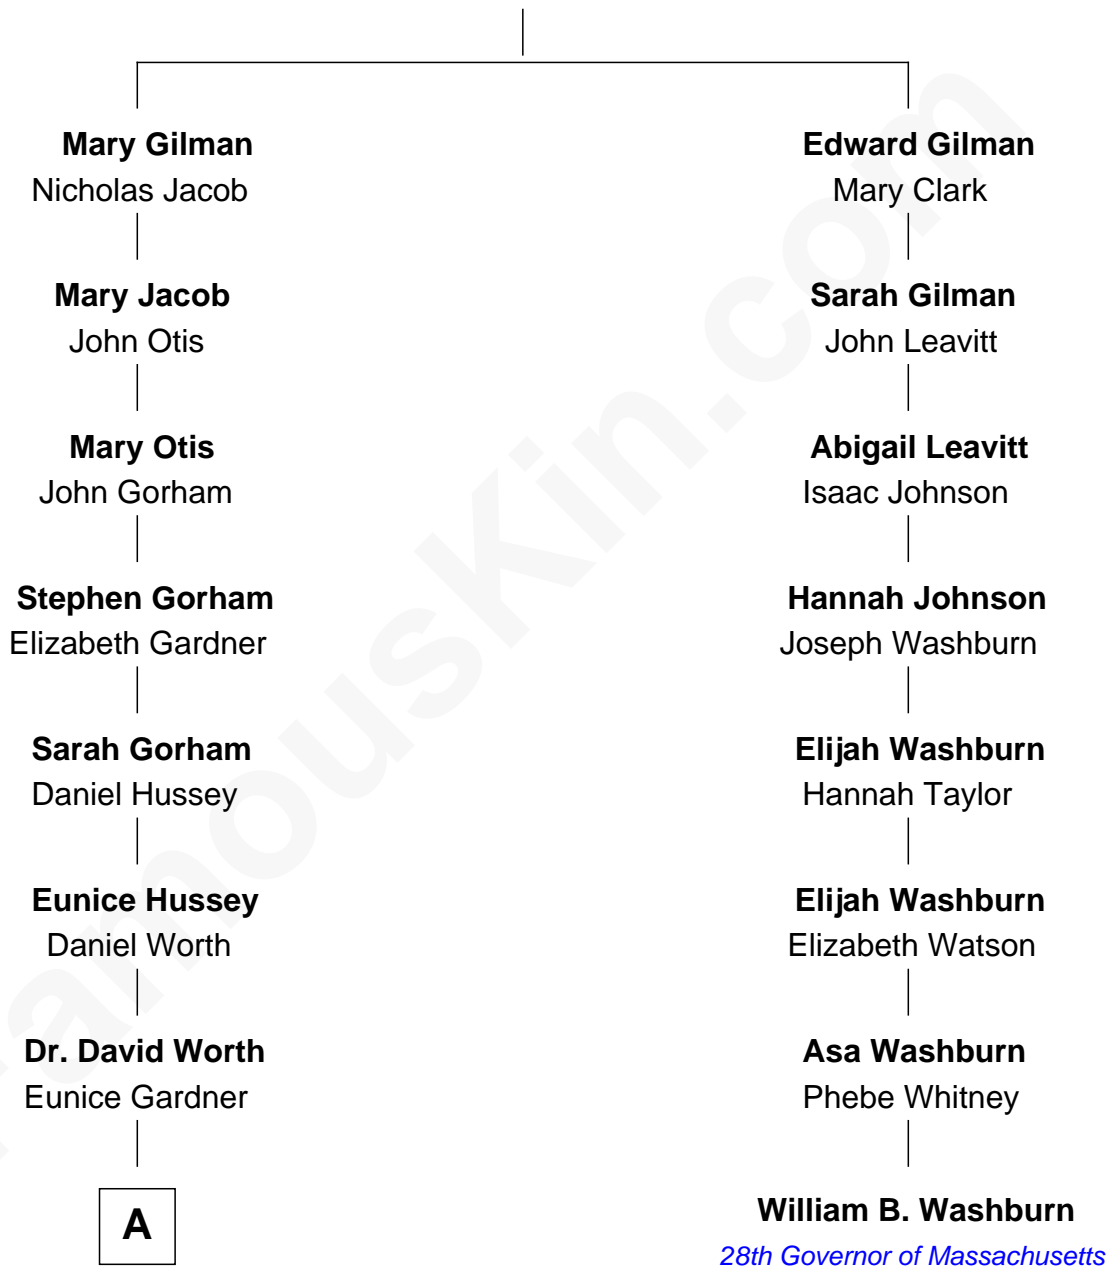 Mary Gilman
Nicholas Jacob
Mary Jacob
John Otis
Mary Otis
John Gorham
Stephen Gorham
Elizabeth Gardner
Sarah Gorham
Daniel Hussey
Eunice Hussey
Daniel Worth
Dr. David Worth
Eunice Gardner
A
Edward Gilman
Mary Clark
Sarah Gilman
John Leavitt
Abigail Leavitt
Isaac Johnson
Hannah Johnson
Joseph Washburn
Elijah Washburn
Hannah Taylor
Elijah Washburn
Elizabeth Watson
Asa Washburn
Phebe Whitney
William B. Washburn
28th Governor of Massachusetts
FamousKin.com